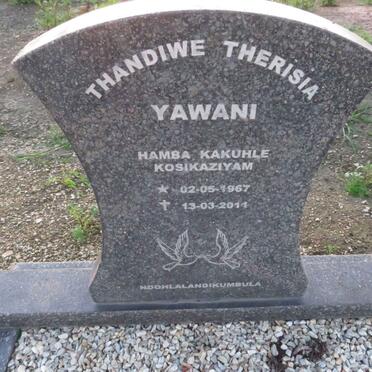 THANDIWE THERISIA
YAWANI
HAMBA KAKUHLE
KOSIKAZIYAM
★ 02-05-1967
✝ 13-03-2011
NDOHLALANDIKUMBULA